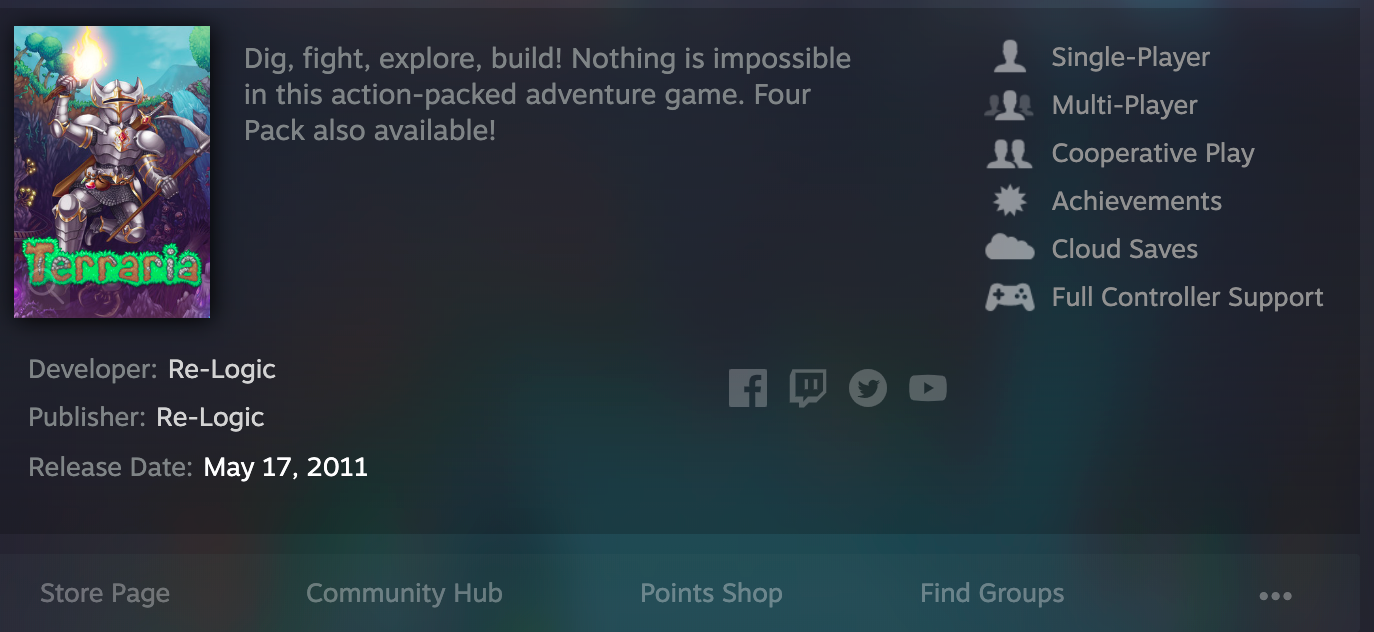 Dig, fight, explore, build! Nothing is impossible
in this action-packed adventure game. Four
Pack also available!
Terraria
Single-Player
Multi-Player
Cooperative Play
Achievements
Cloud Saves
Full Controller Support
Developer: Re-Logic
Publisher: Re-Logic
Release Date: May 17, 2011
Store Page
Community Hub
Points Shop
Find Groups